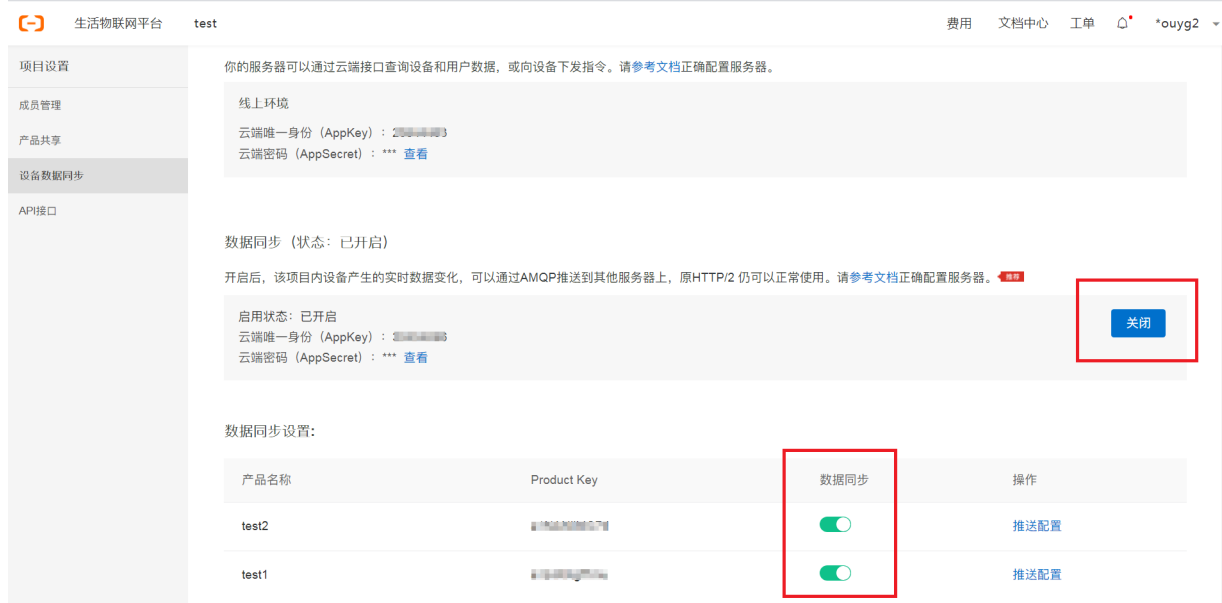 生活物联网平台 test 费用 文档中心 工单 *ouyg2
项目设置
成员管理
产品共享
设备数据同步
API接口
你的服务器可以通过云端接口查询设备和用户数据，或向设备下发指令。请参考文档正确配置服务器。
线上环境
云端唯一身份（AppKey）：
云端密码（AppSecret）：*** 查看
数据同步（状态：已开启）
开启后，该项目内设备产生的实时数据变化，可以通过AMQP推送到其他服务器上，原HTTP/2 仍可以正常使用。请参考文档正确配置服务器。 推荐
启用状态：已开启
云端唯一身份（AppKey）：
云端密码（AppSecret）：*** 查看
关闭
数据同步设置:
产品名称 Product Key 数据同步 操作
test2 推送配置
test1 推送配置